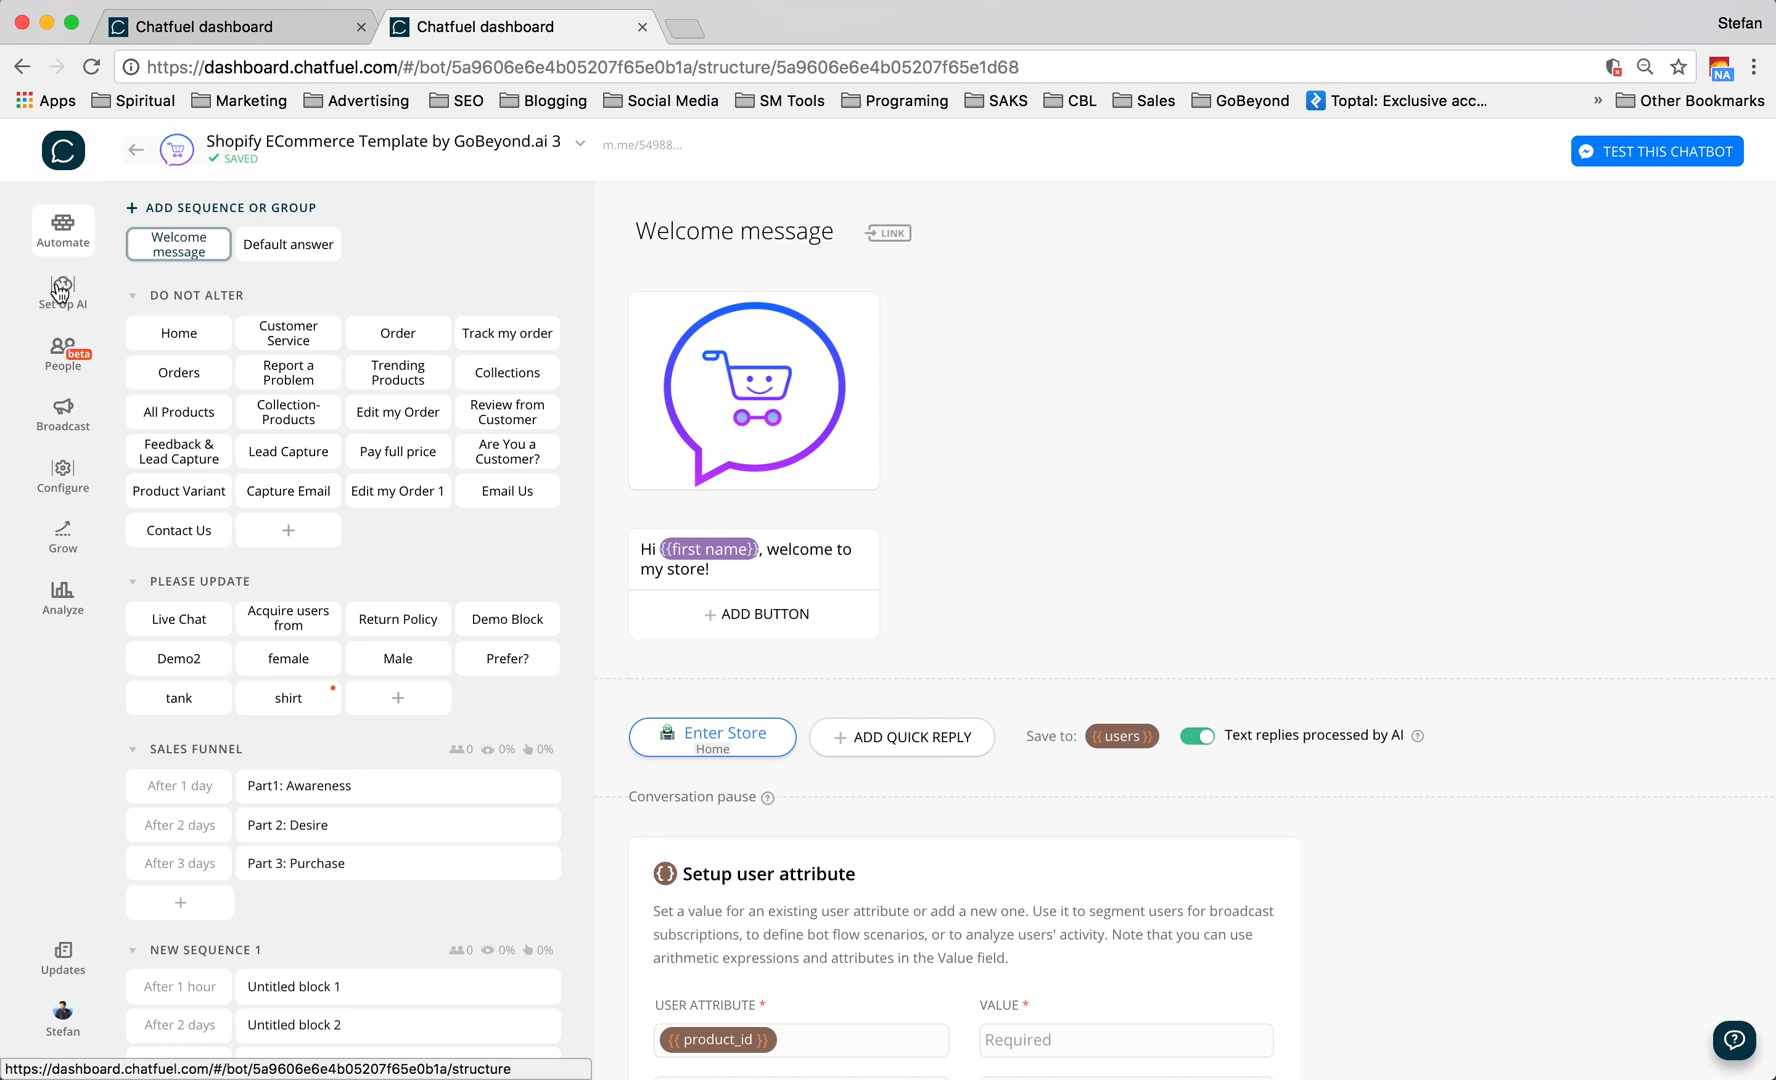 Chatfuel dashboard
Chatfuel dashboard
Stefan
https://dashboard.chatfuel.com/#/bot/5a9606e6e4b05207f65e0b1a/structure/5a9606e6e4b05207f65e1d68
NA
Apps
Spiritual
Marketing
Advertising
SEO
Blogging
Social Media
SM Tools
Programing
SAKS
CBL
Sales
GoBeyond
Toptal: Exclusive acc...
»
Other Bookmarks
Shopify ECommerce Template by GoBeyond.ai 3
m.me/54988...
SAVED
TEST THIS CHATBOT
Automate
Set Up AI
People
beta
Broadcast
Configure
Grow
Analyze
Updates
Stefan
+ ADD SEQUENCE OR GROUP
Welcome
message
Default answer
DO NOT ALTER
Home
Customer
Service
Order
Track my order
Orders
Report a
Problem
Trending
Products
Collections
All Products
Collection-
Products
Edit my Order
Review from
Customer
Feedback &
Lead Capture
Lead Capture
Pay full price
Are You a
Customer?
Product Variant
Capture Email
Edit my Order 1
Email Us
Contact Us
+
PLEASE UPDATE
Live Chat
Acquire users
from
Return Policy
Demo Block
Demo2
female
Male
Prefer?
tank
shirt
+
SALES FUNNEL
0
0%
0%
After 1 day
Part1: Awareness
After 2 days
Part 2: Desire
After 3 days
Part 3: Purchase
+
NEW SEQUENCE 1
0
0%
0%
After 1 hour
Untitled block 1
After 2 days
Untitled block 2
https://dashboard.chatfuel.com/#/bot/5a9606e6e4b05207f65e0b1a/structure
Welcome message
LINK
Hi {{first name}}, welcome to
my store!
+ ADD BUTTON
Enter Store
Home
+ ADD QUICK REPLY
Save to:
{{ users }}
Text replies processed by AI ?
Conversation pause ?
{} Setup user attribute
Set a value for an existing user attribute or add a new one. Use it to segment users for broadcast
subscriptions, to define bot flow scenarios, or to analyze users' activity. Note that you can use
arithmetic expressions and attributes in the Value field.
USER ATTRIBUTE *
VALUE *
{{ product_id }}
Required